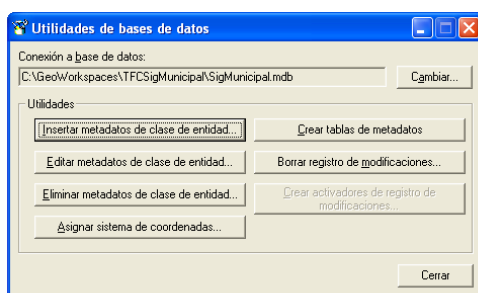 Utilidades de bases de datos
Conexión a base de datos:
C:\GeoWorkspaces\TFCSigMunicipal\SigMunicipal.mdb
Cambiar...
Utilidades
Insertar metadatos de clase de entidad...
Crear tablas de metadatos
Editar metadatos de clase de entidad...
Borrar registro de modificaciones...
Eliminar metadatos de clase de entidad...
Crear activadores de registro de
modificaciones...
Asignar sistema de coordenadas...
Cerrar